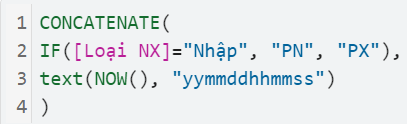 1 CONCATENATE(
2 IF([Loại NX]="Nhập", "PN", "PX"),
3 text(NOW(), "yymmddhhmmss")
4 )